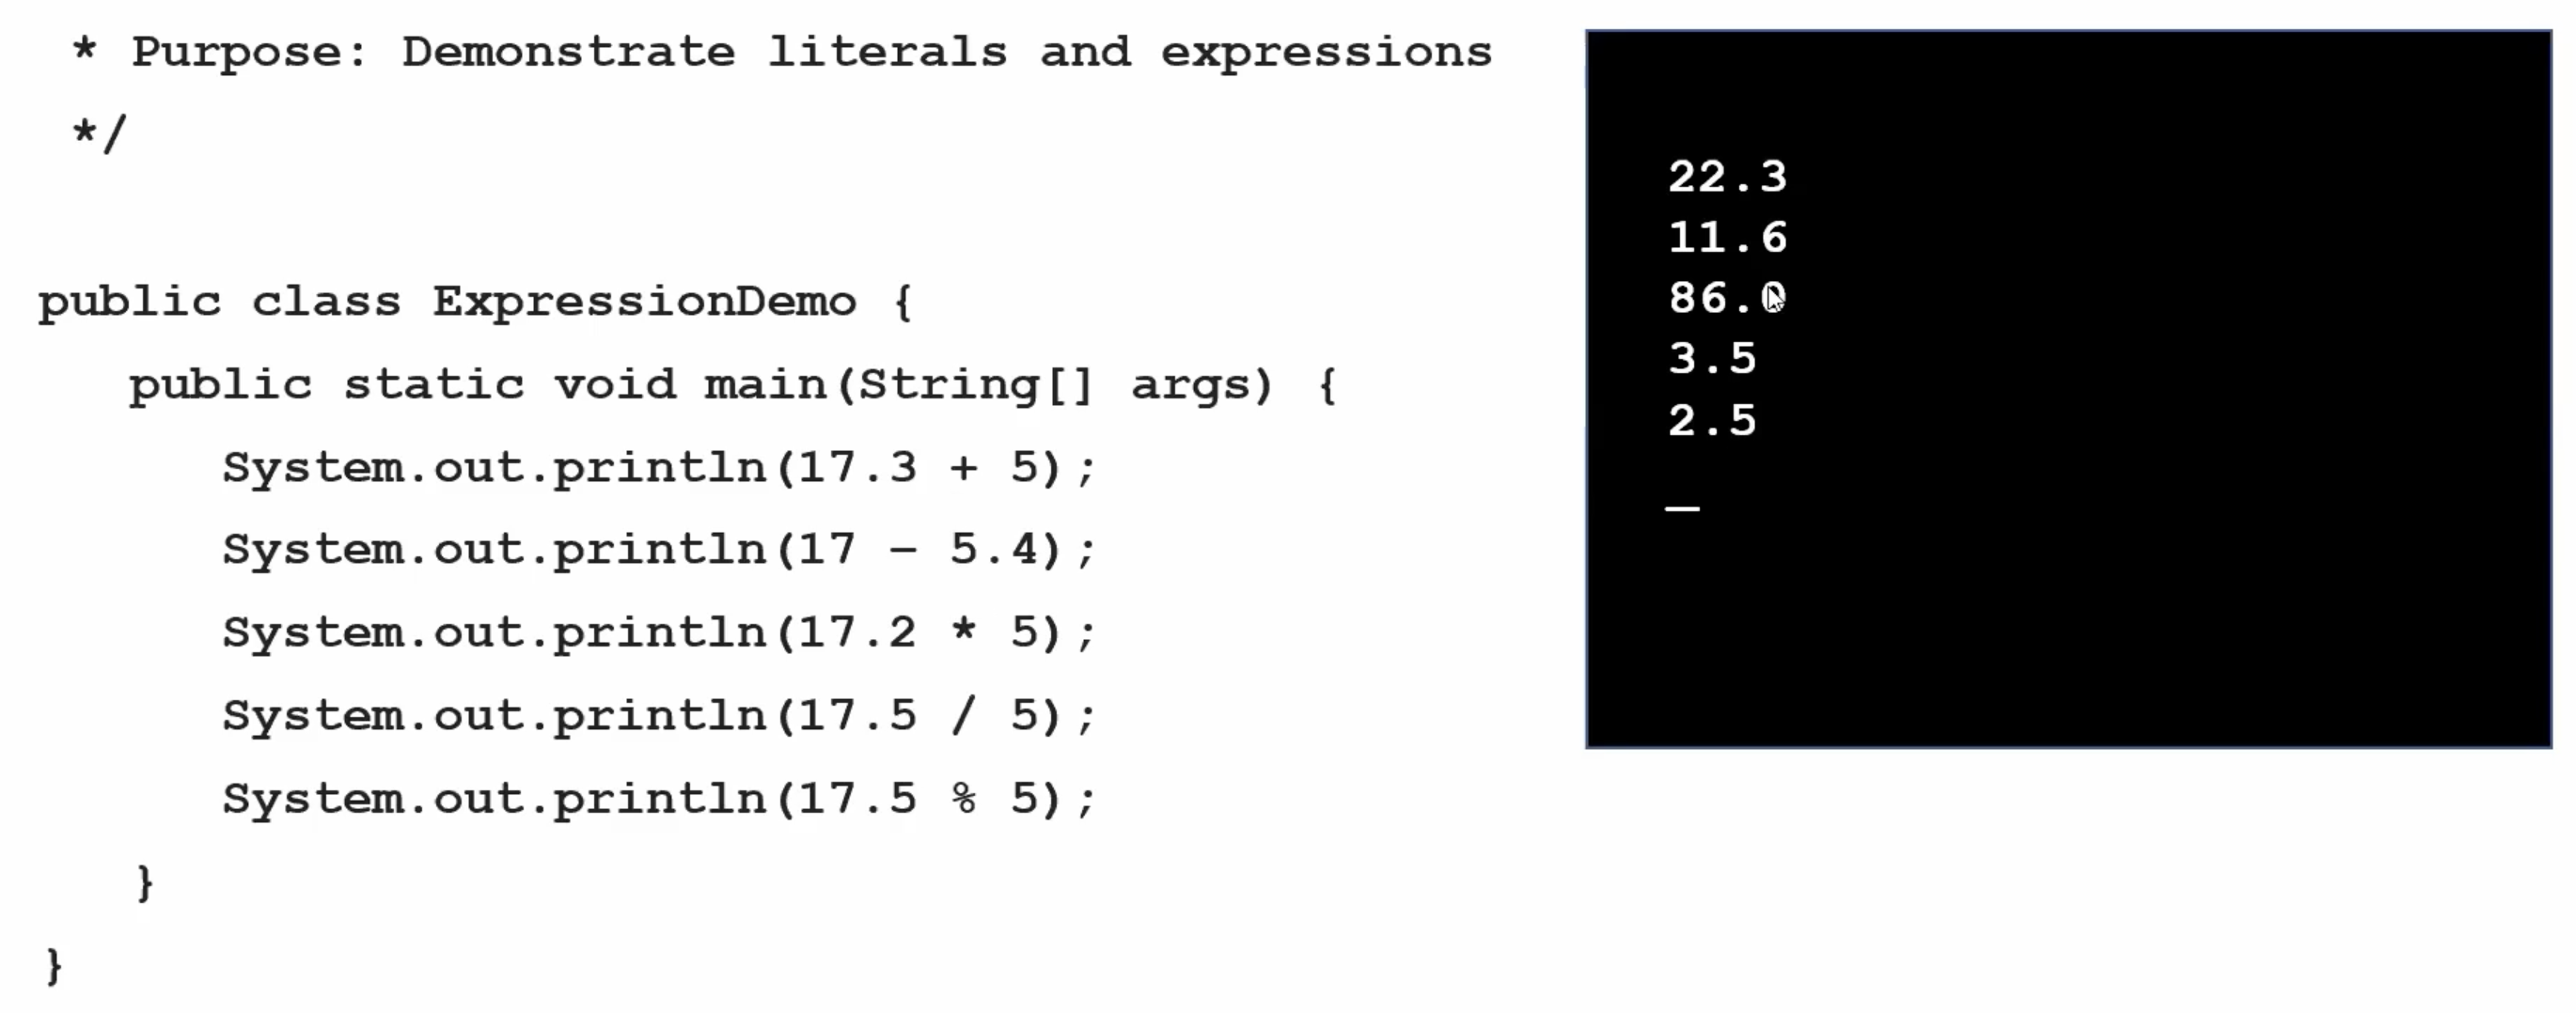 * Purpose: Demonstrate literals and expressions
*/
public class ExpressionDemo {
public static void main(String[] args) {
System.out.println(17.3 + 5);
System.out.println(17 – 5.4);
System.out.println(17.2 * 5);
System.out.println(17.5 / 5);
System.out.println(17.5 % 5);
}
}
22.3
11.6
86.0
3.5
2.5
_